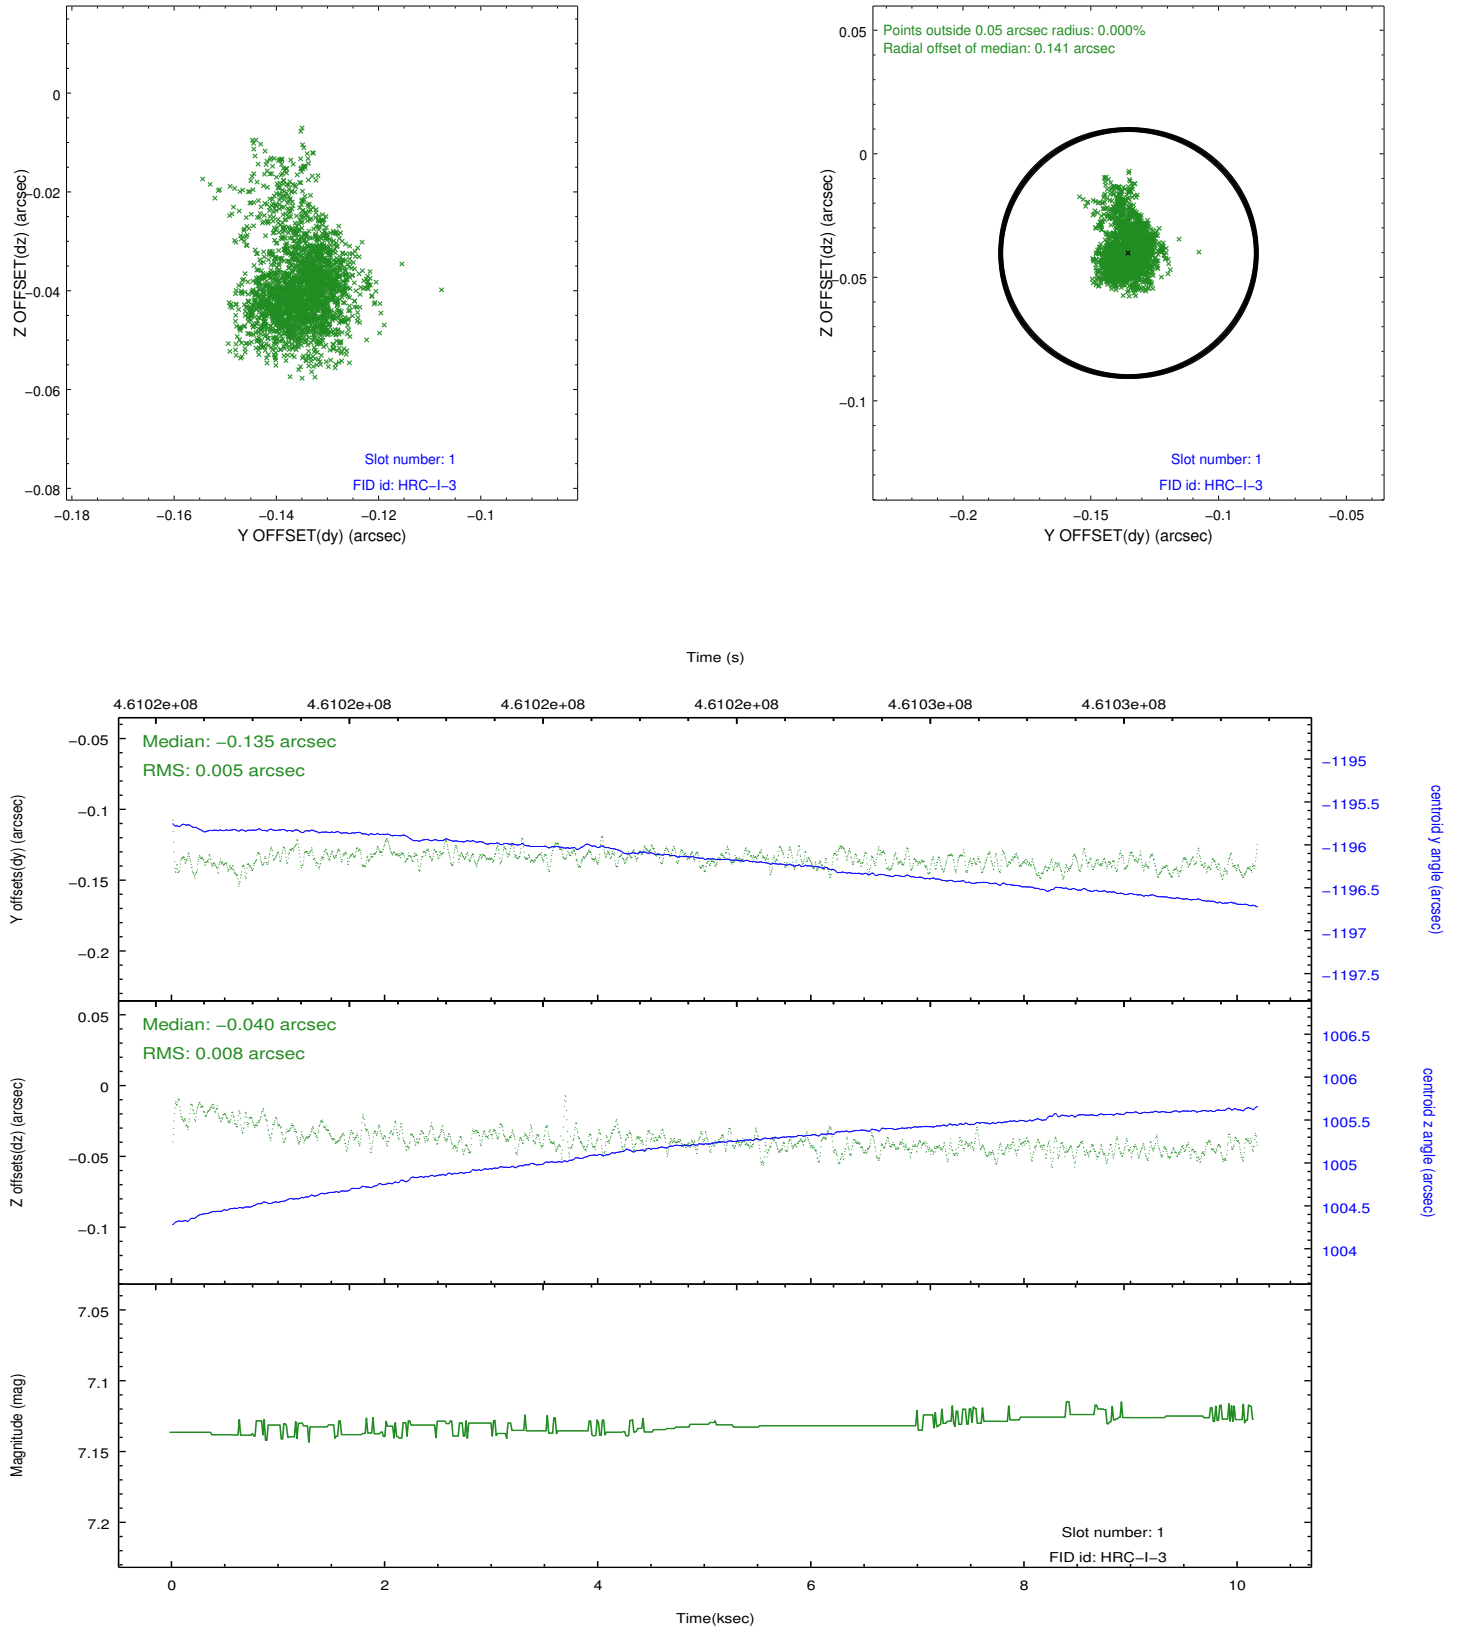 Z OFFSET(dz) (arcsec)
0
−0.02
−0.04
−0.06
−0.08
Slot number: 1
FID id: HRC−I−3
−0.18
−0.16
−0.14
−0.12
−0.1
Y OFFSET(dy) (arcsec)
Points outside 0.05 arcsec radius: 0.000%
Radial offset of median: 0.141 arcsec
Z OFFSET(dz) (arcsec)
0.05
0
−0.05
−0.1
Slot number: 1
FID id: HRC−I−3
−0.2
−0.15
−0.1
−0.05
Y OFFSET(dy) (arcsec)
Time (s)
4.6102e+08
4.6102e+08
4.6102e+08
4.6102e+08
4.6103e+08
4.6103e+08
Median: −0.135 arcsec
RMS: 0.005 arcsec
Y offsets(dy) (arcsec)
−0.05
−0.1
−0.15
−0.2
−1195
−1195.5
−1196
−1196.5
−1197
−1197.5
centroid y angle (arcsec)
Median: −0.040 arcsec
RMS: 0.008 arcsec
Z offsets(dz) (arcsec)
0.05
0
−0.05
−0.1
1006.5
1006
1005.5
1005
1004.5
1004
centroid z angle (arcsec)
Magnitude (mag)
7.05
7.1
7.15
7.2
Slot number: 1
FID id: HRC−I−3
0
2
4
6
8
10
Time(ksec)